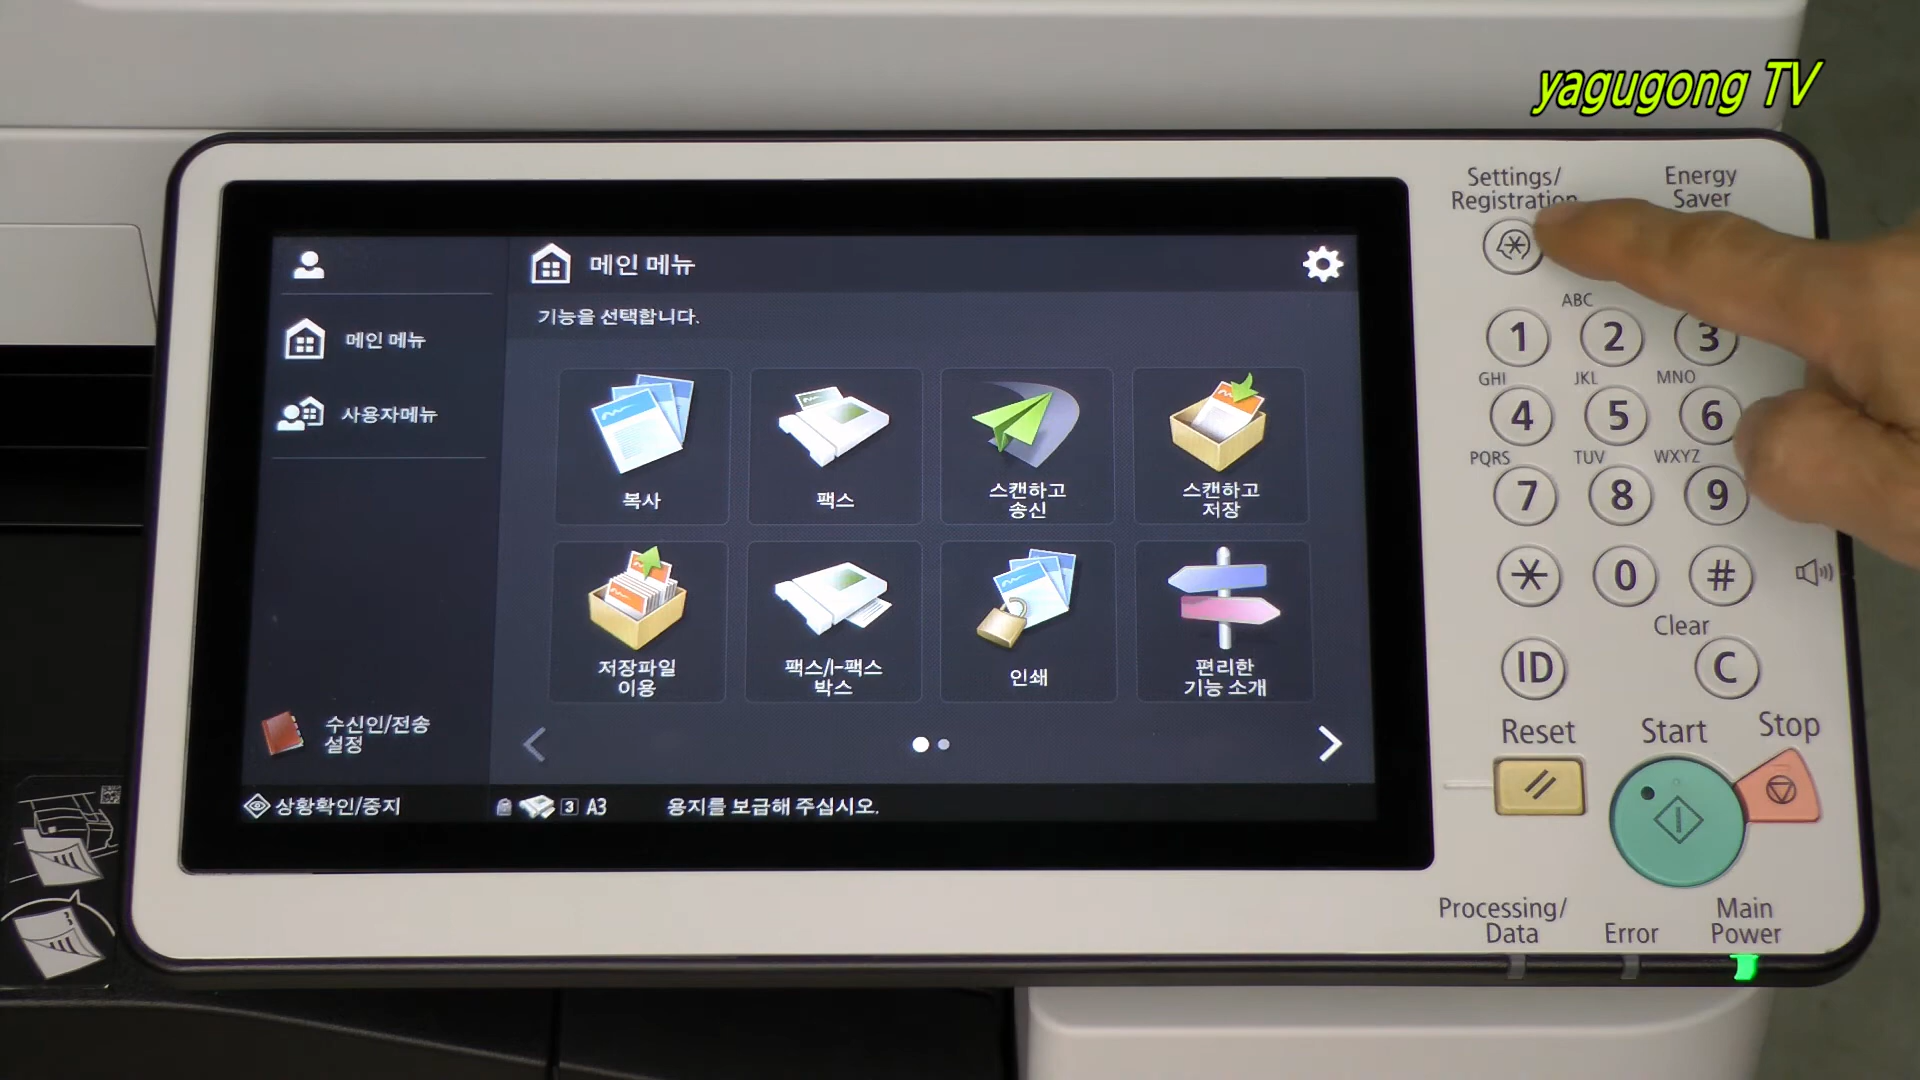 yagugong TV
메인 메뉴
기능을 선택합니다.
메인 메뉴
사용자메뉴
복사
팩스
스캔하고
송신
스캔하고
저장
저장파일
이용
팩스/I-팩스
박스
인쇄
편리한
기능 소개
수신인/전송
설정
상황확인/중지
3 A3
용지를 보급해 주십시오.
Settings/
Registration
Energy
Saver
ABC
1 2 3
GHI JKL MNO
4 5 6
PQRS TUV WXYZ
7 8 9
* 0 #
Clear
ID C
Reset Start Stop
Processing/
Data
Error
Main
Power